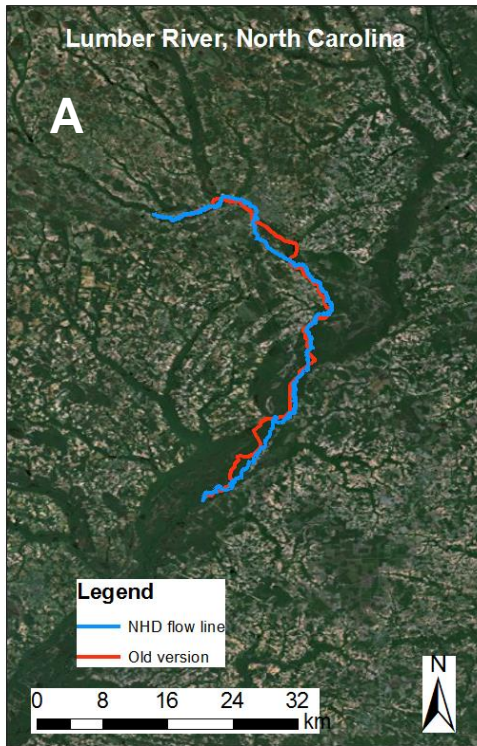 Lumber River, North Carolina
A
Legend
NHD flow line
Old version
N
0 8 16 24 32
km